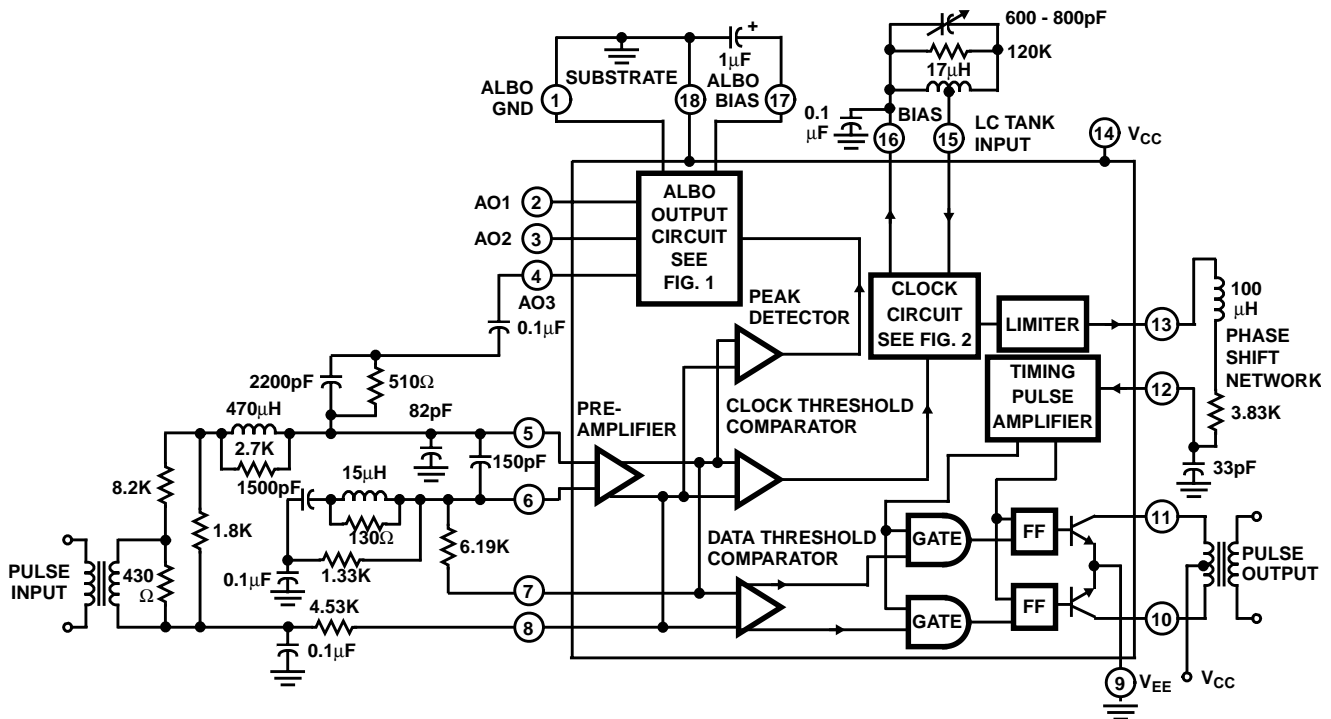 600 - 800pF
120K
17μH
+
1μF
SUBSTRATE
ALBO
GND
1
18
ALBO
BIAS
17
0.1
μF
BIAS
16
15
LC TANK
INPUT
14
VCC
AO1
2
AO2
3
4
AO3
0.1μF
ALBO
OUTPUT
CIRCUIT
SEE
FIG. 1
PEAK
DETECTOR
CLOCK
CIRCUIT
SEE FIG. 2
LIMITER
13
100
μH
PHASE
SHIFT
NETWORK
TIMING
PULSE
AMPLIFIER
12
3.83K
33pF
2200pF
510Ω
470μH
82pF
2.7K
5
PRE-
AMPLIFIER
CLOCK THRESHOLD
COMPARATOR
8.2K
1500pF
15μH
150pF
6
1.8K
130Ω
6.19K
0.1μF
1.33K
PULSE
INPUT
430
Ω
7
4.53K
8
0.1μF
DATA THRESHOLD
COMPARATOR
GATE
FF
11
GATE
FF
10
PULSE
OUTPUT
9
VEE
VCC